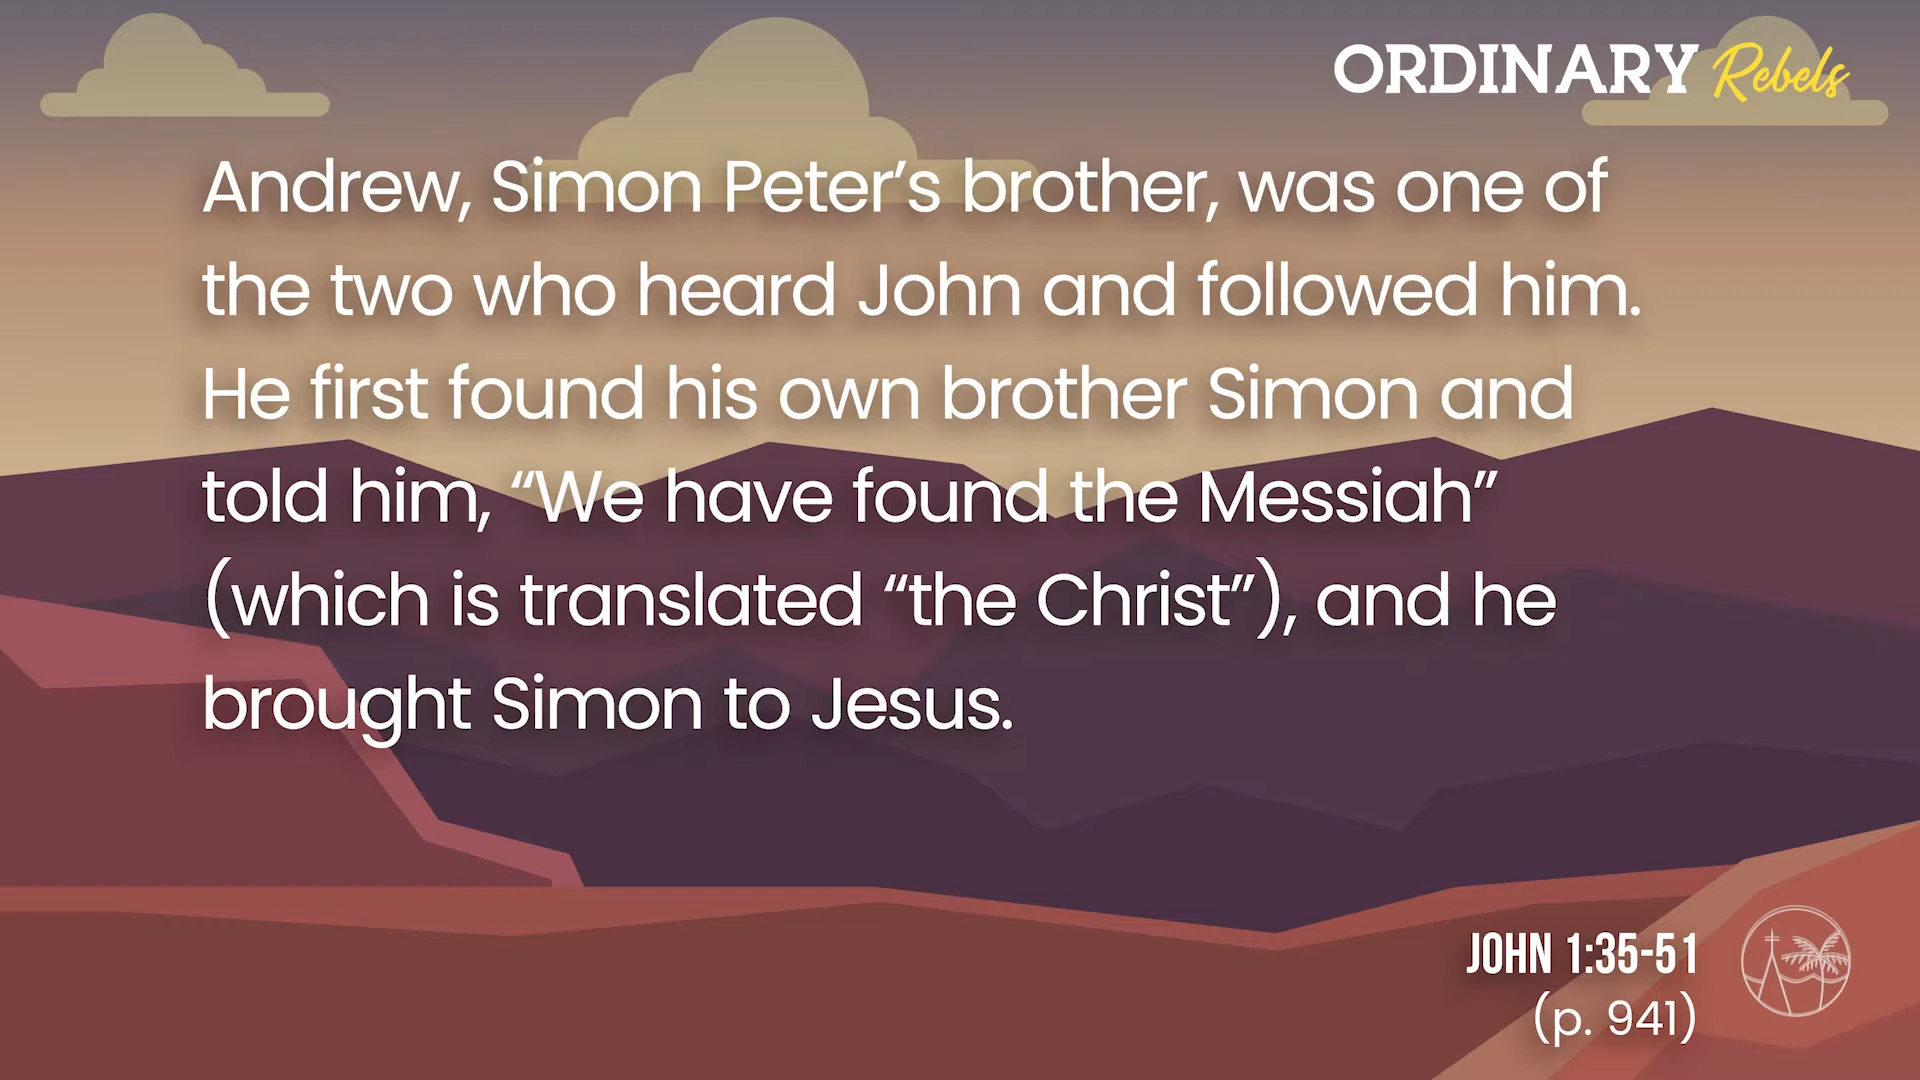 ORDINARY Rebels
Andrew, Simon Peter’s brother, was one of
the two who heard John and followed him.
He first found his own brother Simon and
told him, “We have found the Messiah”
(which is translated “the Christ”), and he
brought Simon to Jesus.
JOHN 1:35-51
(p. 941)